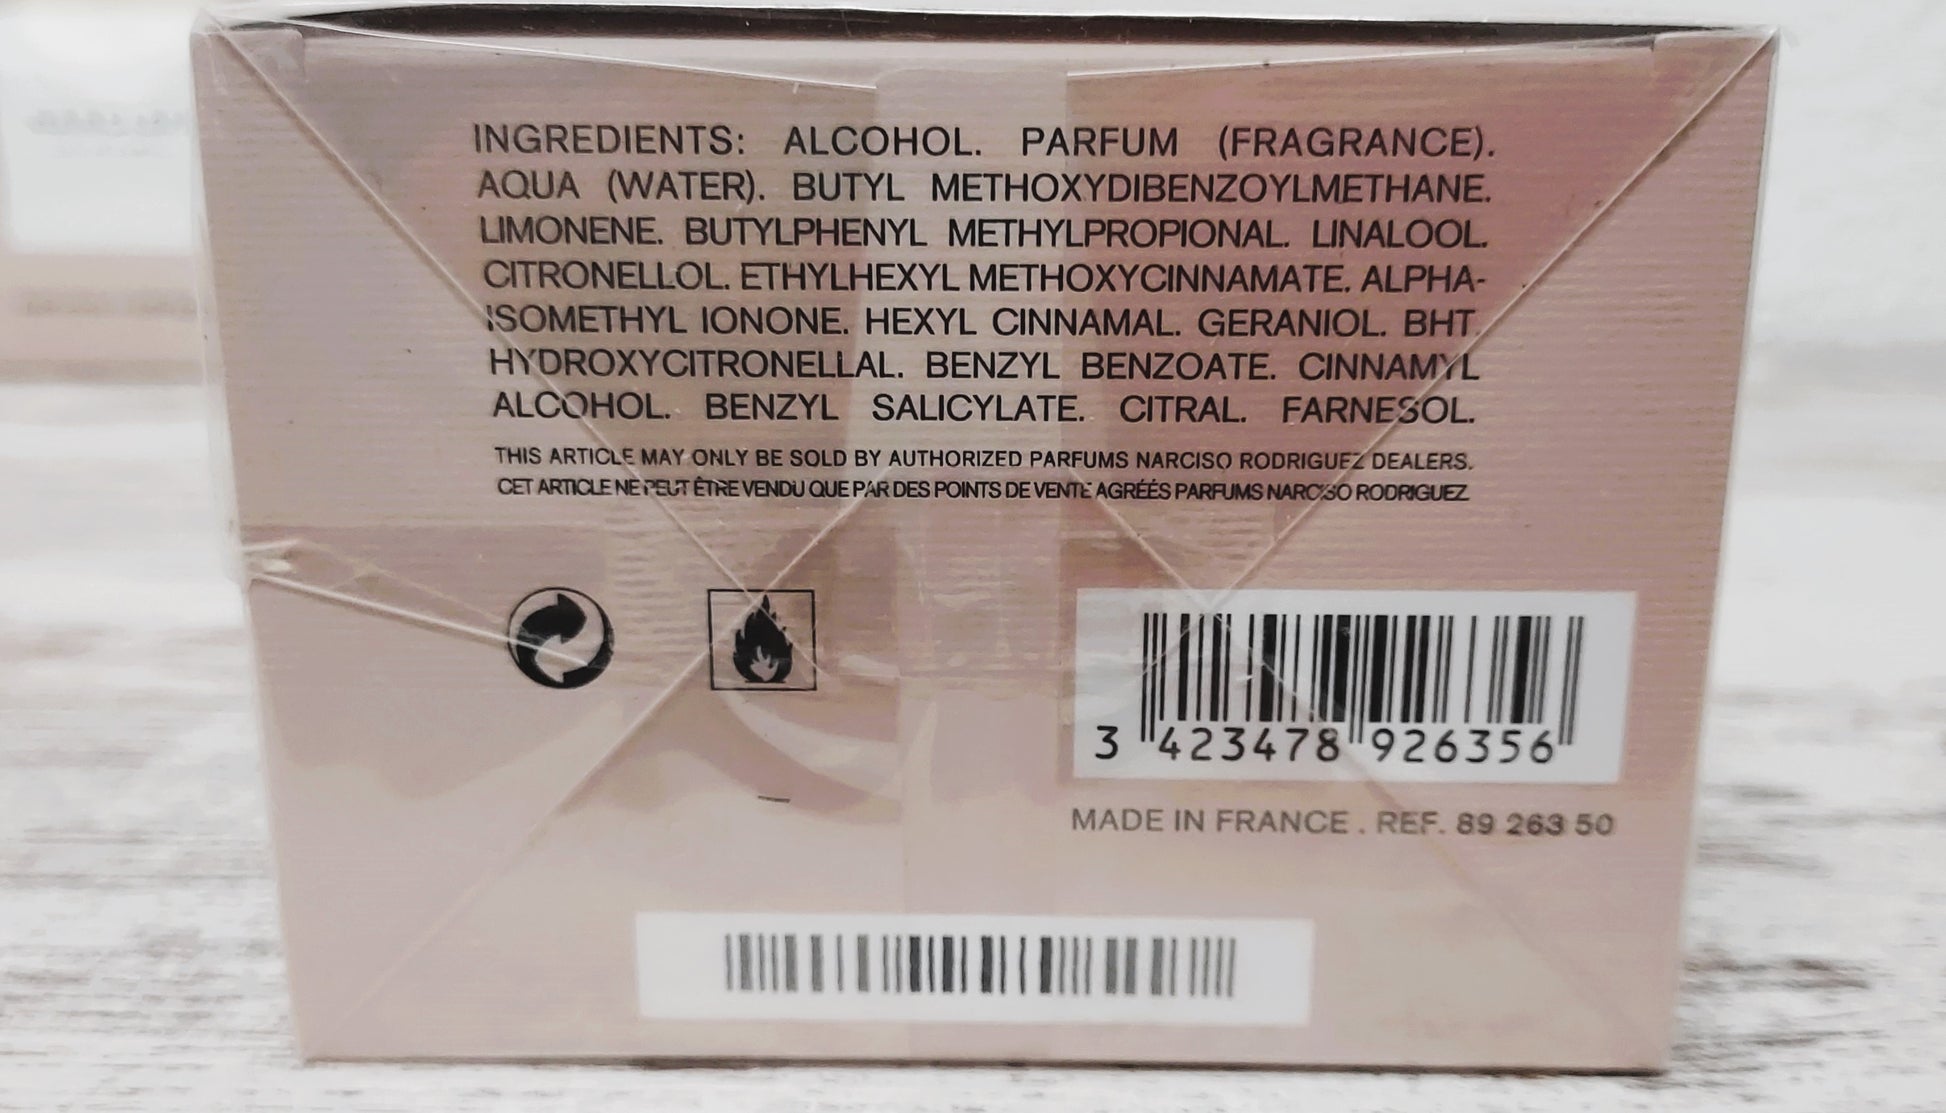 INGREDIENTS: ALCOHOL. PARFUM (FRAGRANCE).
AQUA (WATER). BUTYL METHOXYDIBENZOYLMETHANE.
LIMONENE. BUTYLPHENYL METHYLPROPIONAL. LINALOOL.
CITRONELLOL. ETHYLHEXYL METHOXYCINNAMATE. ALPHA-
ISOMETHYL IONONE. HEXYL CINNAMAL. GERANIOL. BHT.
HYDROXYCITRONELLAL. BENZYL BENZOATE. CINNAMYL
ALCOHOL. BENZYL SALICYLATE. CITRAL. FARNESOL.
THIS ARTICLE MAY ONLY BE SOLD BY AUTHORIZED PARFUMS NARCISO RODRIGUEZ DEALERS.
CET ARTICLE NE PEUT ÊTRE VENDU QUE PAR DES POINTS DE VENTE AGRÉÉS PARFUMS NARCISO RODRIGUEZ
3 423478 926356
MADE IN FRANCE . REF. 89 263 50